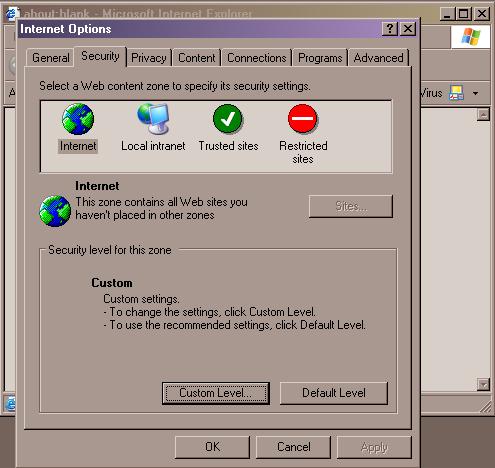 about:blank - Microsoft Internet Explorer
Internet Options
General Security Privacy Content Connections Programs Advanced
Select a Web content zone to specify its security settings.
Internet Local intranet Trusted sites Restricted
sites
Internet
This zone contains all Web sites you
haven't placed in other zones
Sites...
Security level for this zone
Custom
Custom settings.
- To change the settings, click Custom Level.
- To use the recommended settings, click Default Level.
Custom Level... Default Level
OK Cancel Apply
Virus